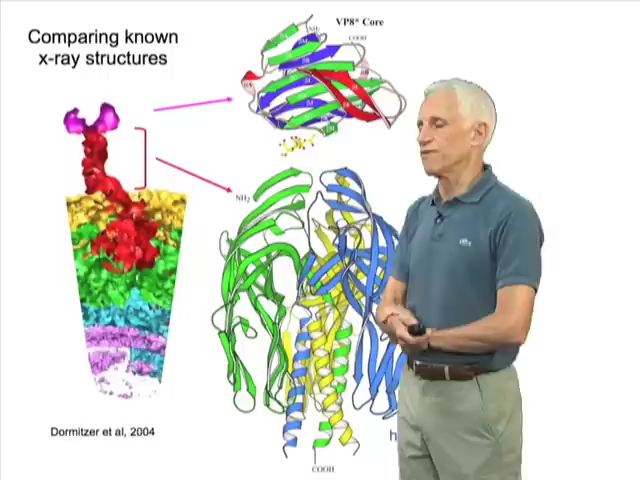 Comparing known
x-ray structures
VP8* Core
NH2
COOH
NH2
Dormitzer et al, 2004
h
COOH